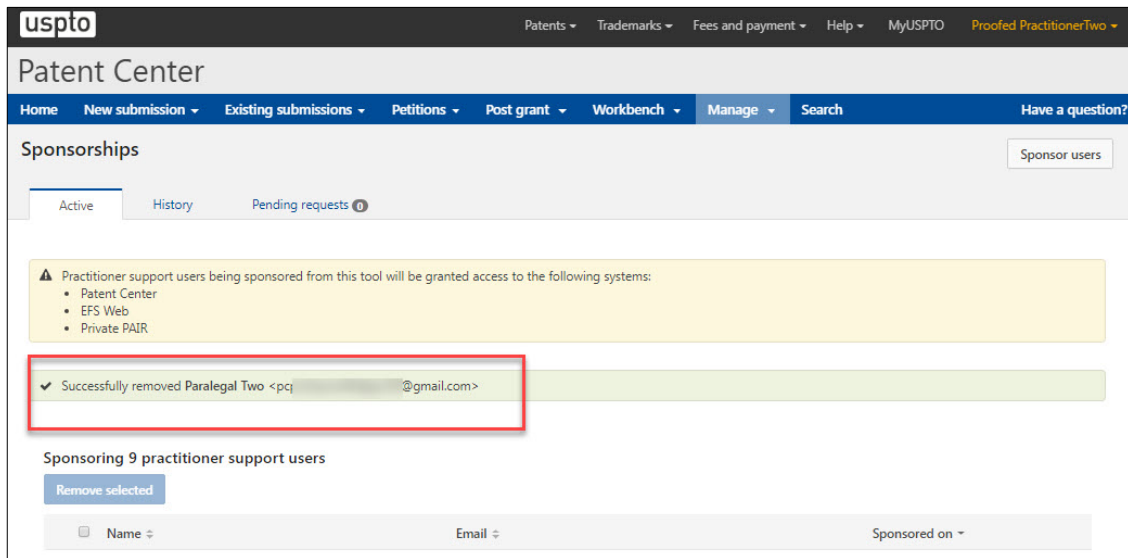 uspto Patents Trademarks Fees and payment Help MyUSPTO Proofed PractitionerTwo
Patent Center
Home New submission Existing submissions Petitions Post grant Workbench Manage Search Have a question?
Sponsorships Sponsor users
Active History Pending requests 0
Practitioner support users being sponsored from this tool will be granted access to the following systems:
• Patent Center
• EFS Web
• Private PAIR
Successfully removed Paralegal Two <pc @gmail.com>
Sponsoring 9 practitioner support users
Remove selected
Name Email Sponsored on